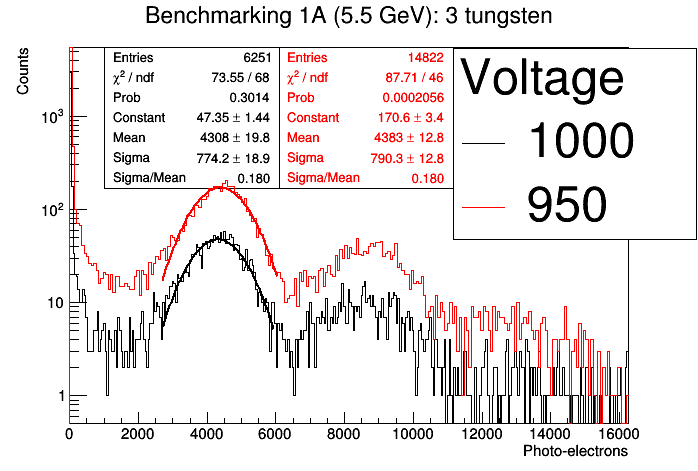 Benchmarking 1A (5.5 GeV): 3 tungsten
Counts
Entries 6251
χ² / ndf 73.55 / 68
Prob 0.3014
Constant 47.35 ± 1.44
Mean 4308 ± 19.8
Sigma 774.2 ± 18.9
Sigma/Mean 0.180
Entries 14822
χ² / ndf 87.71 / 46
Prob 0.0002056
Constant 170.6 ± 3.4
Mean 4383 ± 12.8
Sigma 790.3 ± 12.8
Sigma/Mean 0.180
Voltage
1000
950
10³
10²
10
1
0 2000 4000 6000 8000 10000 12000 14000 16000
Photo-electrons